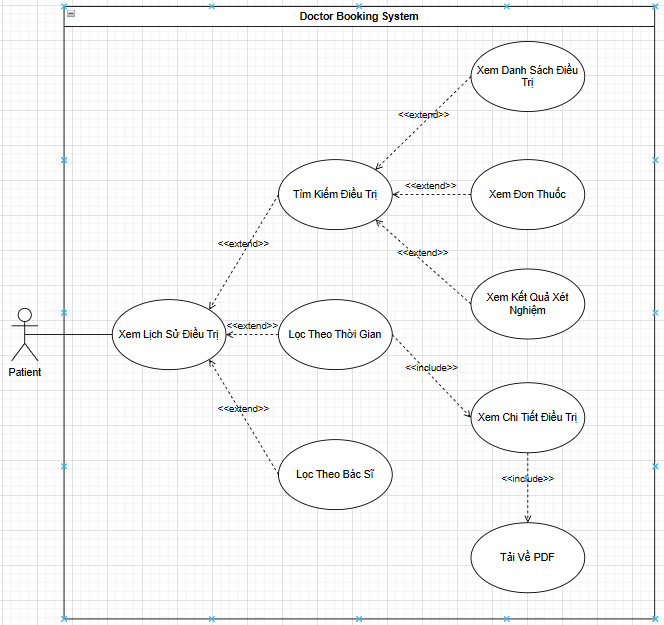 Doctor Booking System
Xem Danh Sách Điều
Trị
<<extend>>
Tìm Kiếm Điều Trị
<<extend>>
Xem Đơn Thuốc
<<extend>>
<<extend>>
Xem Kết Quả Xét
Nghiệm
Patient
Xem Lịch Sử Điều Trị
<<extend>>
Lọc Theo Thời Gian
<<include>>
<<extend>>
Xem Chi Tiết Điều Trị
Lọc Theo Bác Sĩ
<<include>>
Tải Về PDF